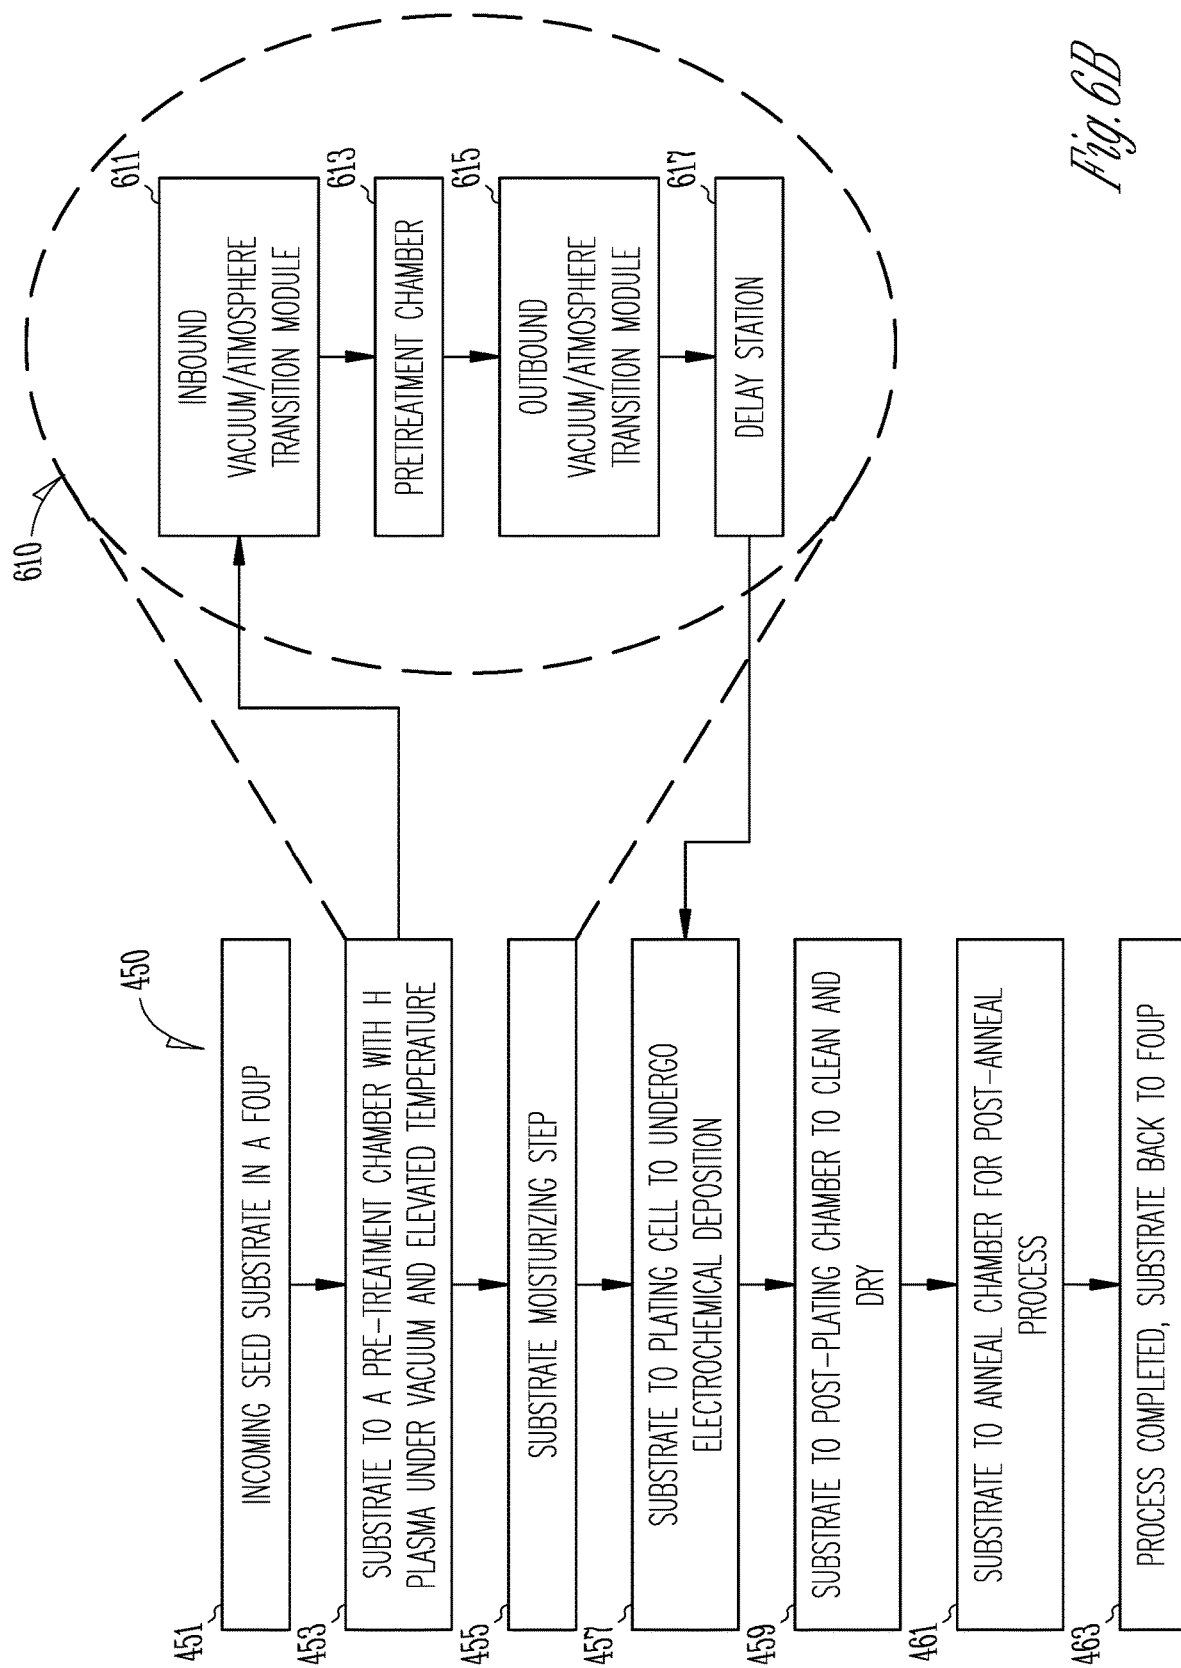 450
451
INCOMING SEED SUBSTRATE IN A FOUP
453
SUBSTRATE TO A PRE-TREATMENT CHAMBER WITH H
PLASMA UNDER VACUUM AND ELEVATED TEMPERATURE
455
SUBSTRATE MOISTURIZING STEP
457
SUBSTRATE TO PLATING CELL TO UNDERGO
ELECTROCHEMICAL DEPOSITION
459
SUBSTRATE TO POST-PLATING CHAMBER TO CLEAN AND
DRY
461
SUBSTRATE TO ANNEAL CHAMBER FOR POST-ANNEAL
PROCESS
463
PROCESS COMPLETED, SUBSTRATE BACK TO FOUP
610
611
INBOUND
VACUUM/ATMOSPHERE
TRANSITION MODULE
613
PRETREATMENT CHAMBER
615
OUTBOUND
VACUUM/ATMOSPHERE
TRANSITION MODULE
617
DELAY STATION
Fig. 6B